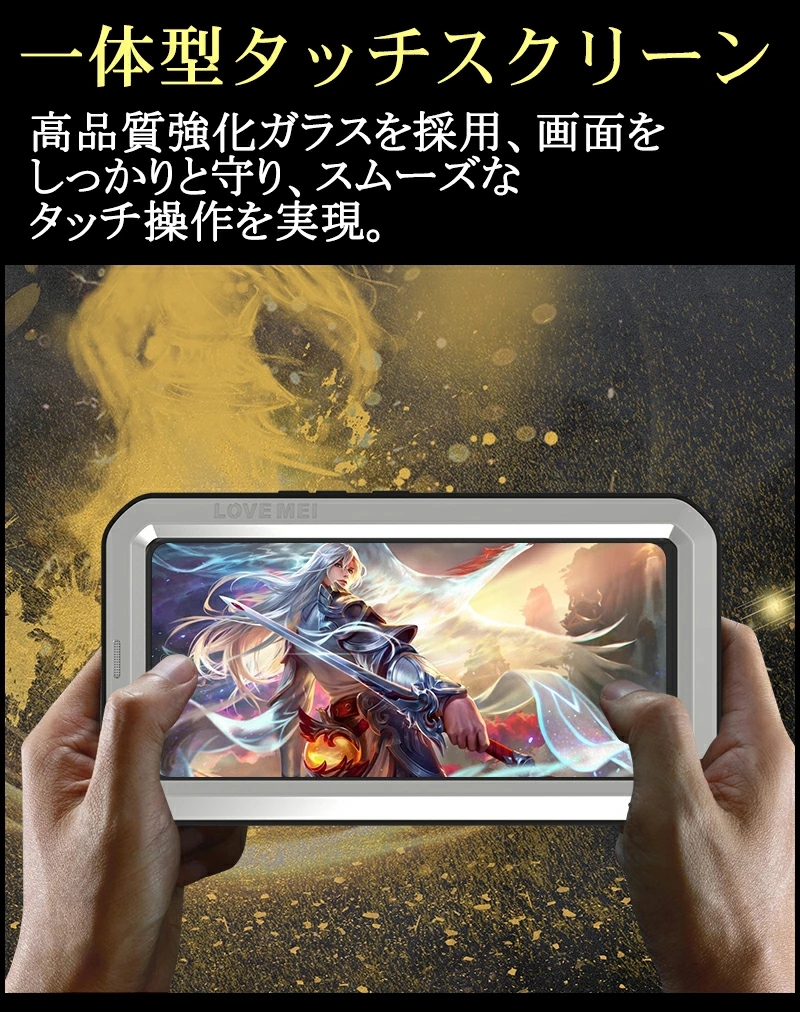 一体型タッチスクリーン
高品質強化ガラスを採用、画面を
しっかりと守り、スムーズな
タッチ操作を実現。
LOVE MEI